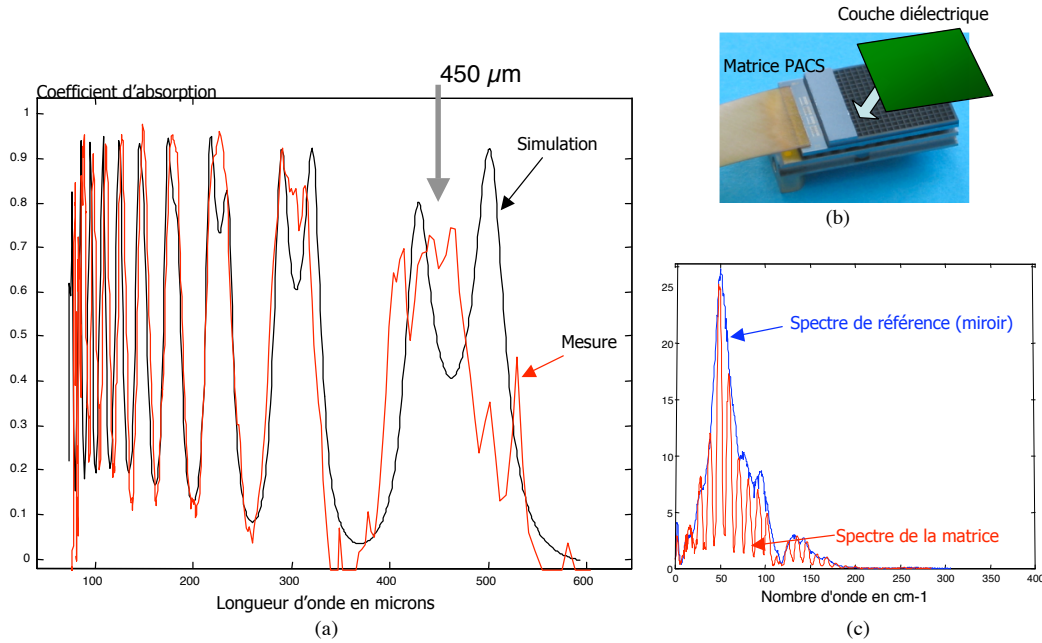 Coefficient d'absorption
450 µm
Simulation
Mesure
1
0.9
0.8
0.7
0.6
0.5
0.4
0.3
0.2
0.1
0
100
200
300
400
500
600
Longueur d'onde en microns
(a)
Couche diélectrique
Matrice PACS
(b)
25
20
15
10
5
0
Spectre de référence (miroir)
Spectre de la matrice
0
50
100
150
200
250
300
350
400
Nombre d'onde en cm-1
(c)